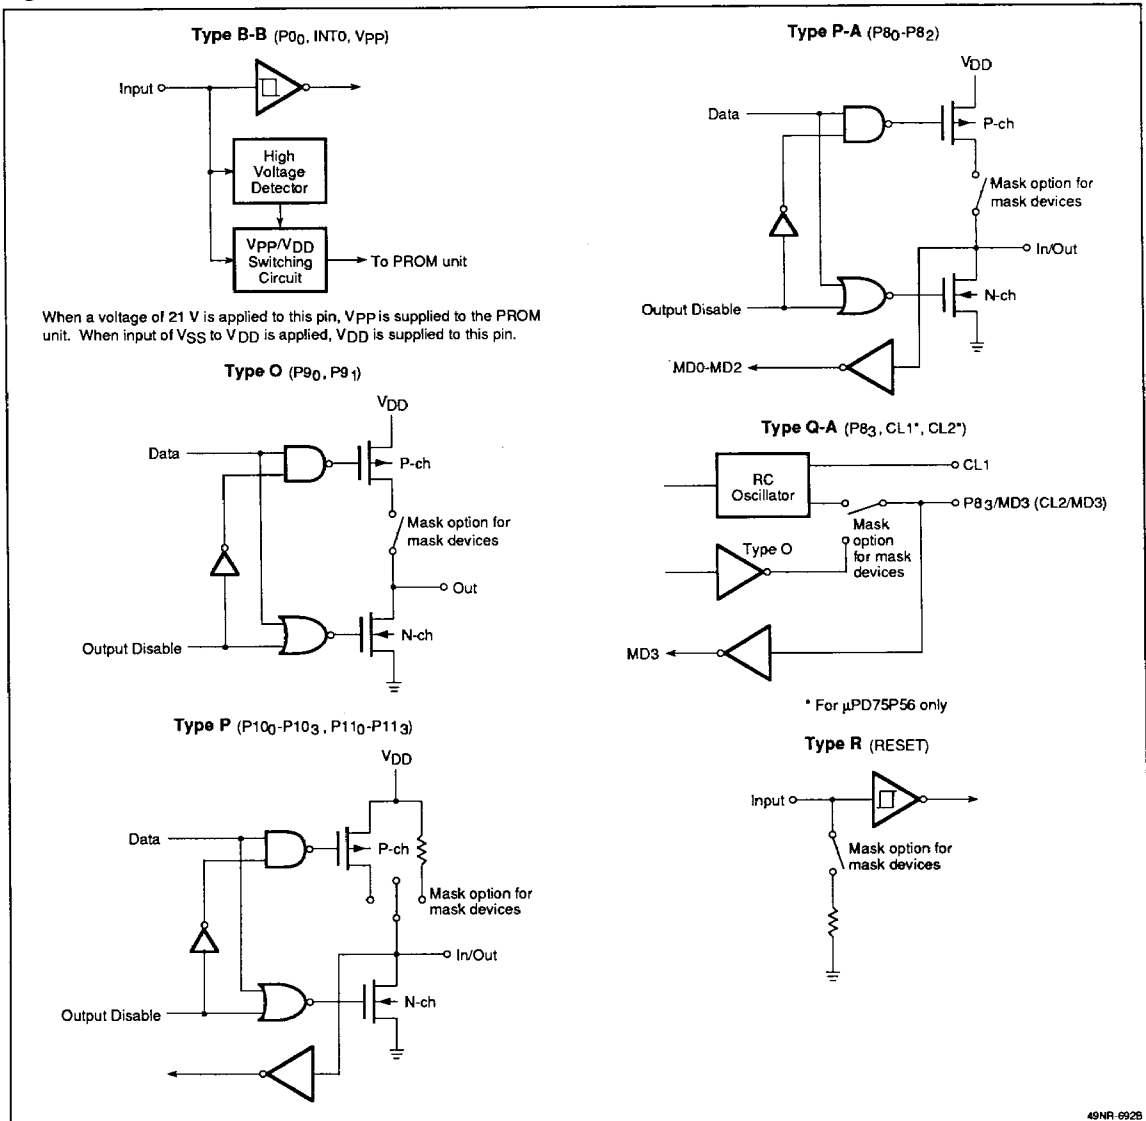 Type B-B (P0₀, INT0, VPP)
Input
High
Voltage
Detector
VPP/VDD
Switching
Circuit
To PROM unit
When a voltage of 21 V is applied to this pin, VPP is supplied to the PROM
unit. When input of VSS to VDD is applied, VDD is supplied to this pin.
Type O (P9₀, P9₁)
VDD
Data
P-ch
Mask option for
mask devices
Out
Output Disable
N-ch
Type P (P10₀-P10₃, P11₀-P11₃)
VDD
Data
P-ch
Mask option for
mask devices
In/Out
Output Disable
N-ch
Type P-A (P8₀-P8₂)
VDD
Data
P-ch
Mask option for
mask devices
In/Out
Output Disable
N-ch
MD0-MD2
Type Q-A (P8₃, CL1*, CL2*)
RC
Oscillator
CL1
P8₃/MD3 (CL2/MD3)
Mask
option
for mask
devices
Type O
MD3
* For μPD75P56 only
Type R (RESET)
Input
Mask option for
mask devices
49NR-692B